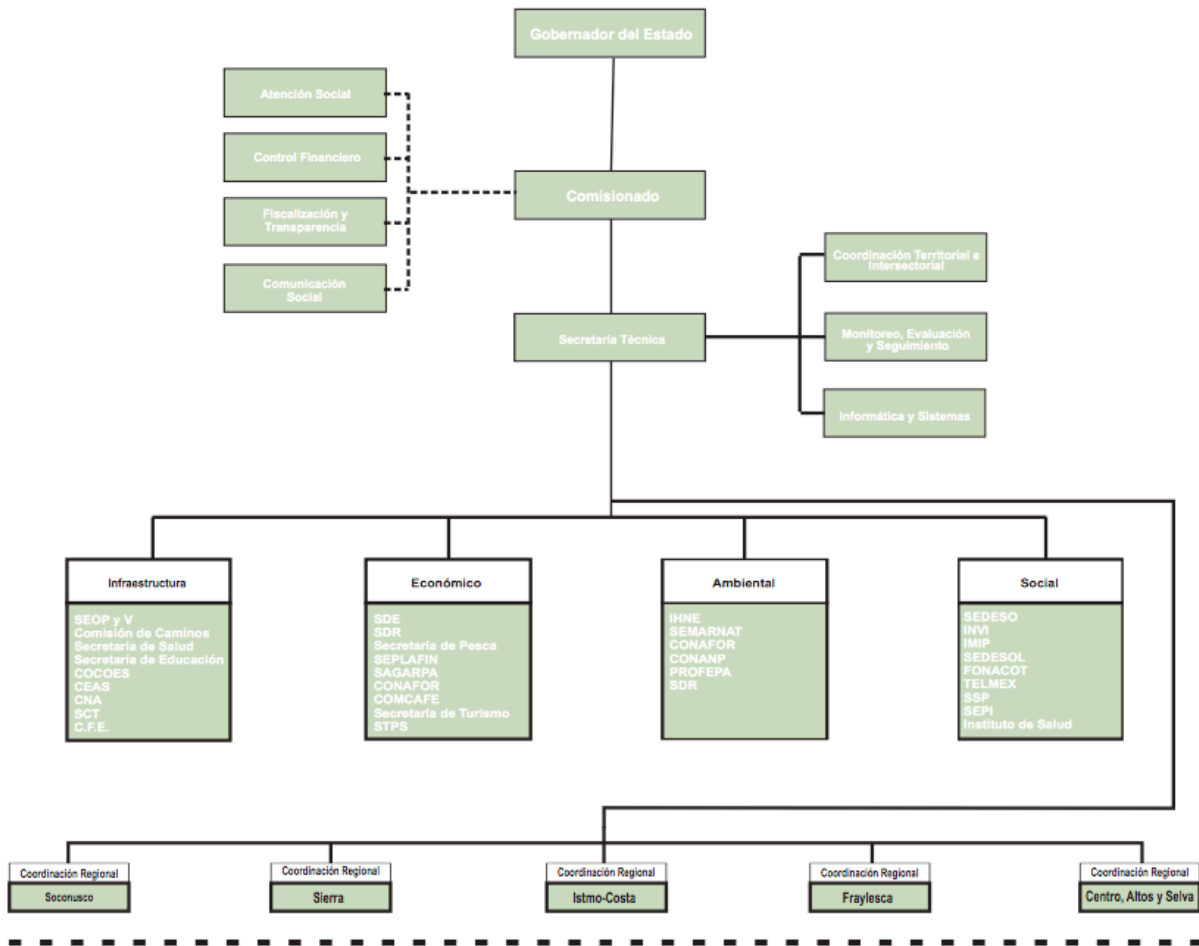 Gobernador del Estado
Atención Social
Control Financiero
Fiscalización y
Transparencia
Comunicación
Social
Comisionado
Secretaría Técnica
Coordinación Territorial e
Intersectorial
Monitoreo, Evaluación
y Seguimiento
Informática y Sistemas
Infraestructura
SEOP y V
Comisión de Caminos
Secretaría de Salud
Secretaría de Educación
COCOES
CEAS
CNA
SCT
C.F.E.
Económico
SDE
SDR
Secretaría de Pesca
SEPLAFIN
SAGARPA
CONAFOR
COMCAFE
Secretaría de Turismo
STPS
Ambiental
IHNE
SEMARNAT
CONAFOR
CONANP
PROFEPA
SDR
Social
SEDESO
INVI
IMIP
SEDESOL
FONACOT
TELMEX
SSP
SEPI
Instituto de Salud
Coordinación Regional
Soconusco
Coordinación Regional
Sierra
Coordinación Regional
Istmo-Costa
Coordinación Regional
Fraylesca
Coordinación Regional
Centro, Altos y Selva